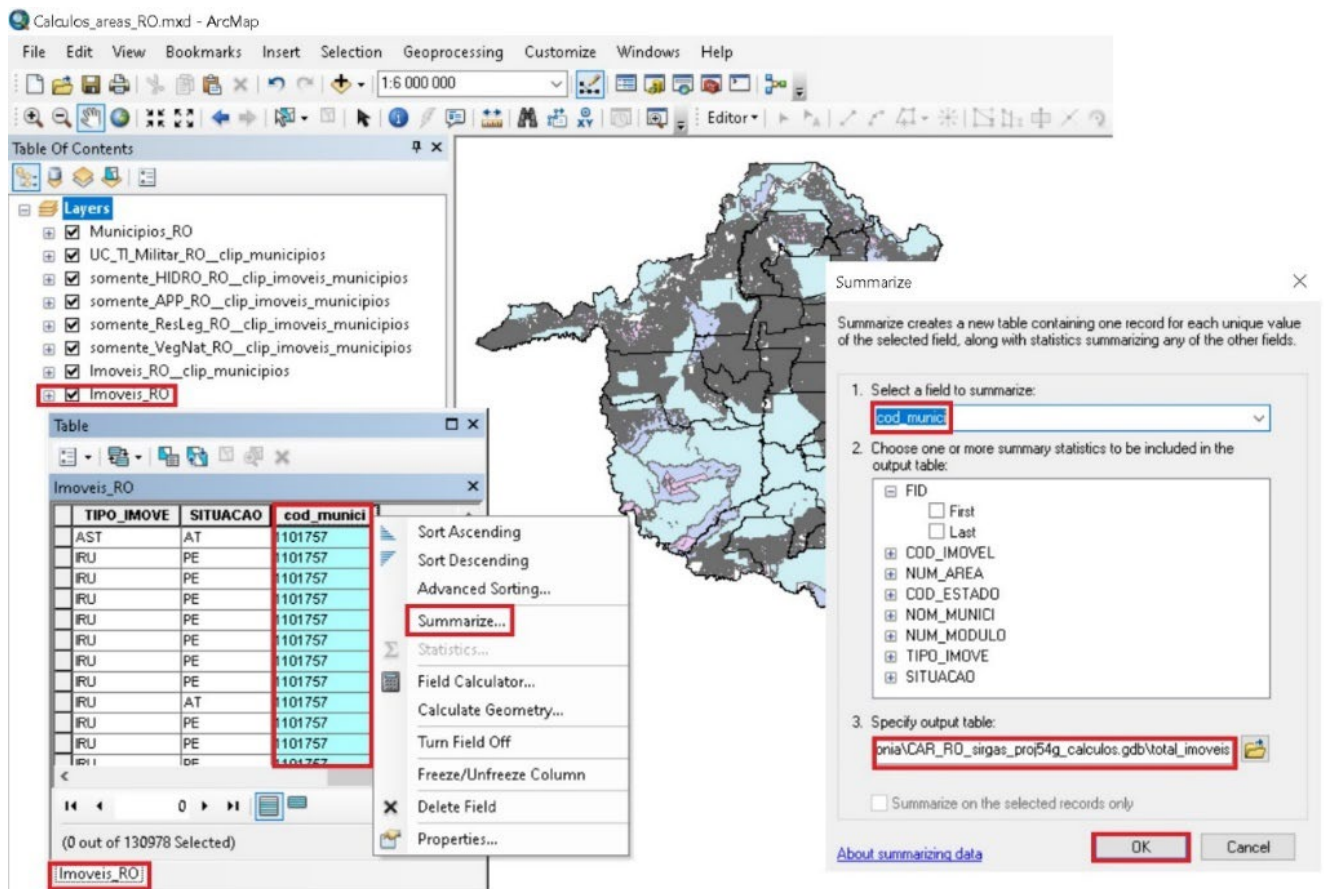 Calculos_areas_RO.mxd - ArcMap
File Edit View Bookmarks Insert Selection Geoprocessing Customize Windows Help
1:6 000 000
Editor
Table Of Contents
Layers
Municipios_RO
UC_TI_Militar_RO__clip_municipios
somente_HIDRO_RO__clip_imoveis_municipios
somente_APP_RO__clip_imoveis_municipios
somente_ResLeg_RO__clip_imoveis_municipios
somente_VegNat_RO__clip_imoveis_municipios
Imoveis_RO__clip_municipios
Imoveis_RO
Table
Imoveis_RO
TIPO_IMOVE SITUACAO cod_munici
AST AT 1101757
IRU PE 1101757
IRU PE 1101757
IRU PE 1101757
IRU PE 1101757
IRU PE 1101757
IRU PE 1101757
IRU PE 1101757
IRU AT 1101757
IRU PE 1101757
IRU PE 1101757
IRU PE 1101757
0
(0 out of 130978 Selected)
Imoveis_RO
Sort Ascending
Sort Descending
Advanced Sorting...
Summarize...
Statistics...
Field Calculator...
Calculate Geometry...
Turn Field Off
Freeze/Unfreeze Column
Delete Field
Properties...
Summarize
Summarize creates a new table containing one record for each unique value
of the selected field, along with statistics summarizing any of the other fields.
1. Select a field to summarize:
cod_munici
2. Choose one or more summary statistics to be included in the
output table:
FID
First
Last
COD_IMOVEL
NUM_AREA
COD_ESTADO
NOM_MUNICI
NUM_MODULO
TIPO_IMOVE
SITUACAO
3. Specify output table:
onia\CAR_RO_sirgas_proj54g_calculos.gdb\total_imoveis
Summarize on the selected records only
About summarizing data
OK Cancel